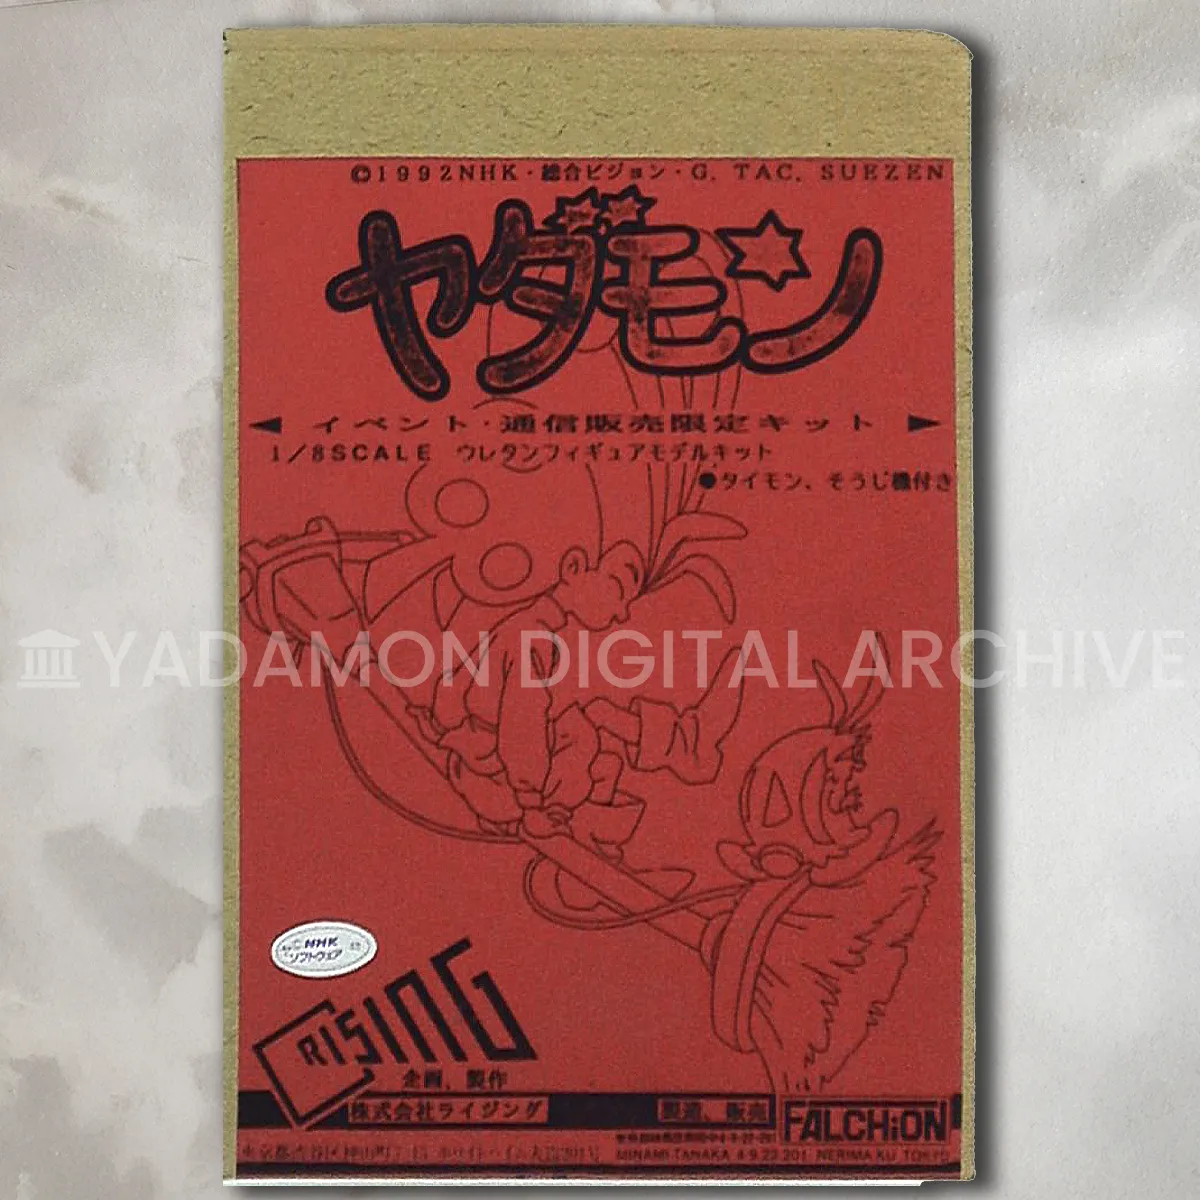 ©1992NHK・総合ビジョン・G. TAC. SUEZEN
ヤダモン
◀ イベント・通信販売限定キット ▶
1/8SCALE ウレタンフィギュアモデルキット
●タイモン、そうじ機付き
YADAMON DIGITAL ARCHIVE
NHK
ソフトウェア
RISING
企画、製作
株式会社ライジング
製造、販売
FALCHiON
MINAMI-TANAKA 4-9-22-201 NERIMA KU TOKYO